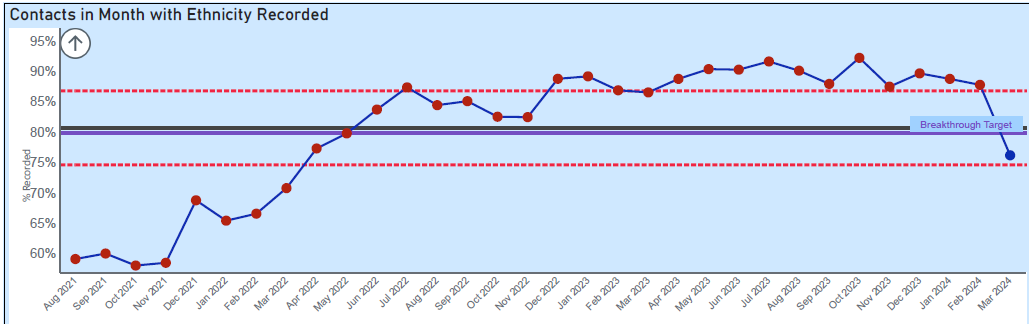 Contacts in Month with Ethnicity Recorded
95%
90%
85%
80%
75%
70%
65%
60%
% Recorded
Breakthrough Target
Aug 2021
Sep 2021
Oct 2021
Nov 2021
Dec 2021
Jan 2022
Feb 2022
Mar 2022
Apr 2022
May 2022
Jun 2022
Jul 2022
Aug 2022
Sep 2022
Oct 2022
Nov 2022
Dec 2022
Jan 2023
Feb 2023
Mar 2023
Apr 2023
May 2023
Jun 2023
Jul 2023
Aug 2023
Sep 2023
Oct 2023
Nov 2023
Dec 2023
Jan 2024
Feb 2024
Mar 2024